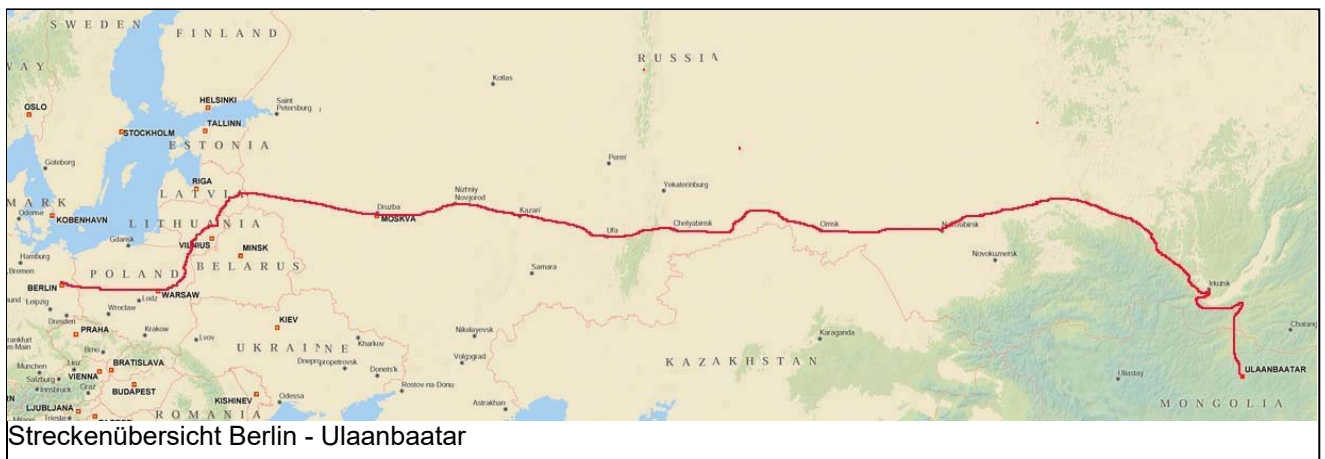 SWEDEN
FINLAND
RUSSIA
Kotlas
OSLO
HELSINKI
Saint
Petersburg
STOCKHOLM
TALLINN
ESTONIA
Goteborg
Perm'
RIGA
Yekaterinburg
LATVI
MARK
Odense
KOBENHAVN
Nizhniy
Novgorod
Druzba
MOSKVA
Kazan'
LITHUANIA
Chelyabinsk
Omsk
Ufa
Gdansk
VILNIUS
MINSK
Hamburg
Bremen
POLAND
BELARUS
Samara
Novokuznetsk
BERLIN
WARSAW
Irkutsk
Leipzig
Lodz
Wroclaw
Dresden
KIEV
PRAHA
Krakow
Lvov
Nikolayevsk
Karaganda
Kharkov
UKRAINE
Brno
KAZAKHSTAN
Volgograd
Donets'k
Linz
BRATISLAVA
Munchen
VIENNA
Salzburg
Innsbruck
Graz
BUDAPEST
Rostov-na-Donu
Uliastay
ULAANBAATAR
KISHINEV
Odessa
Astrakhan
MONGOLIA
LJUBLJANA
ROMANIA
Trieste
Streckenübersicht Berlin - Ulaanbaatar